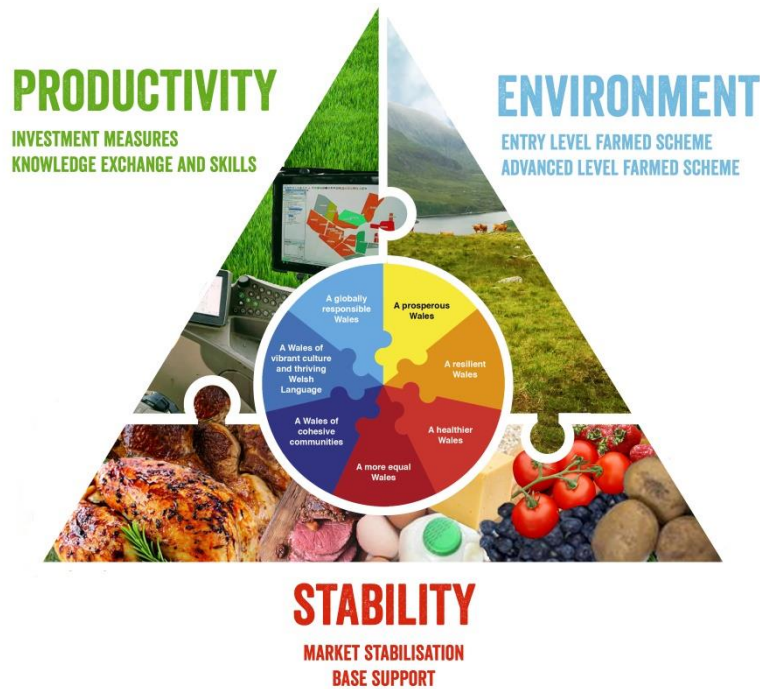 PRODUCTIVITY
INVESTMENT MEASURES
KNOWLEDGE EXCHANGE AND SKILLS
ENVIRONMENT
ENTRY LEVEL FARMED SCHEME
ADVANCED LEVEL FARMED SCHEME
A globally
responsible
Wales
A prosperous
Wales
A Wales of
vibrant culture
and thriving
Welsh
Language
A resilient
Wales
A Wales of
cohesive
communities
A healthier
Wales
A more equal
Wales
STABILITY
MARKET STABILISATION
BASE SUPPORT